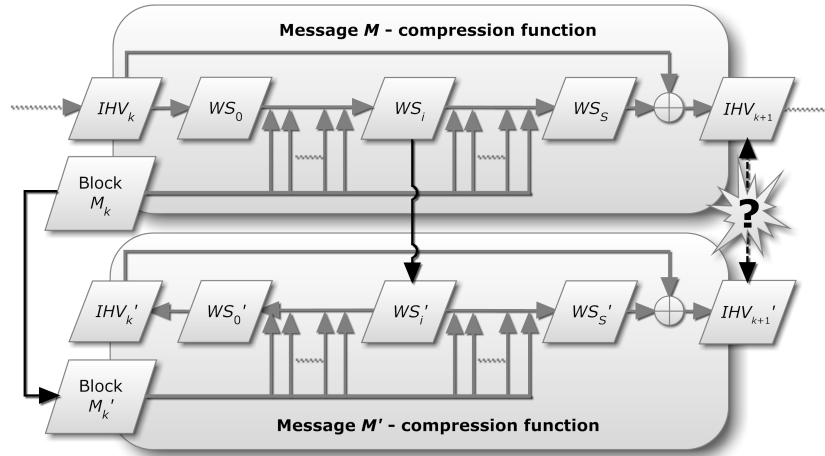 Message M - compression function
IHVk WS0 WSi WSS IHVk+1
Block
Mk
?
IHVk' WS0' WSi' WSS' IHVk+1'
Block
Mk'
Message M' - compression function